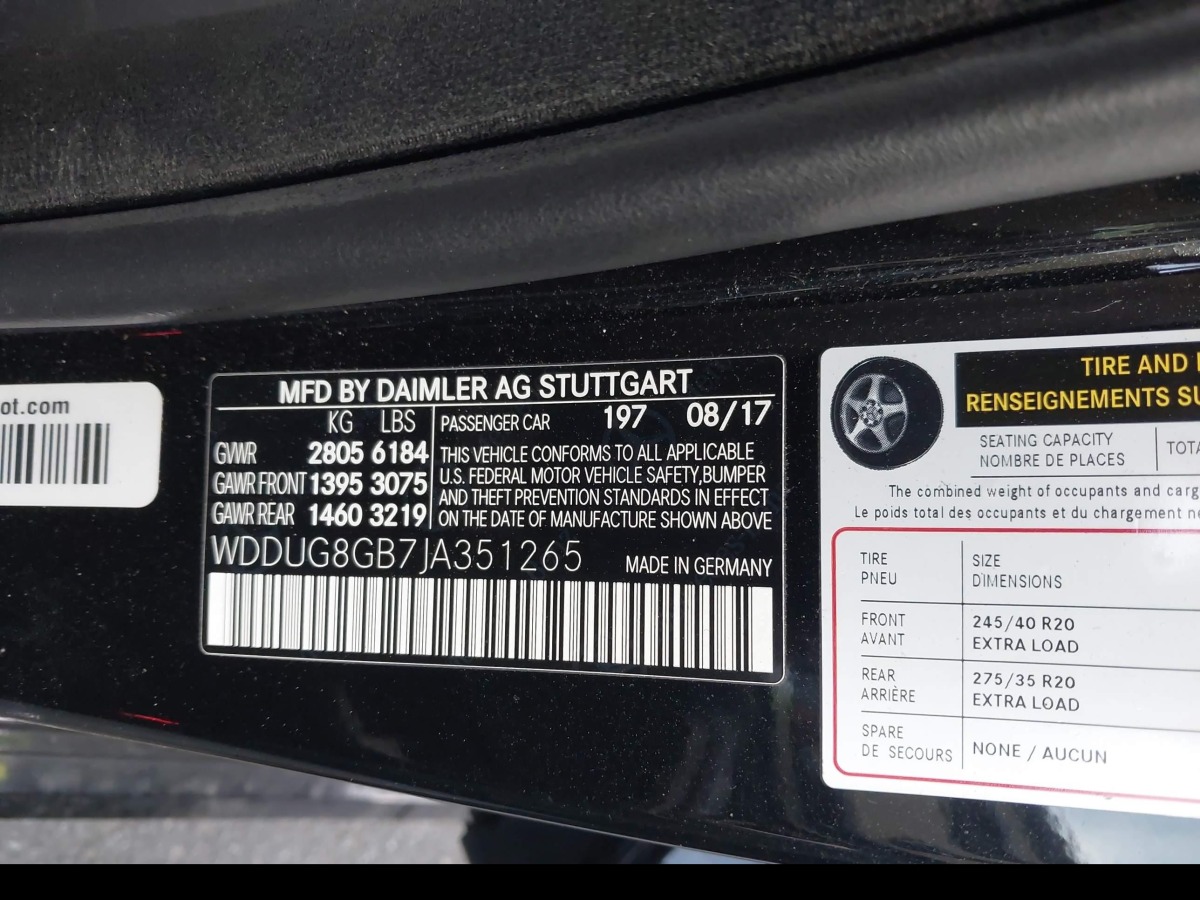 ot.com
MFD BY DAIMLER AG STUTTGART
KG LBS
GVWR 2805 6184
GAWR FRONT 1395 3075
GAWR REAR 1460 3219
PASSENGER CAR 197 08/17
THIS VEHICLE CONFORMS TO ALL APPLICABLE
U.S. FEDERAL MOTOR VEHICLE SAFETY,BUMPER
AND THEFT PREVENTION STANDARDS IN EFFECT
ON THE DATE OF MANUFACTURE SHOWN ABOVE
WDDUG8GB7JA351265 MADE IN GERMANY
TIRE AND
RENSEIGNEMENTS SU
SEATING CAPACITY
NOMBRE DE PLACES
TOTA
The combined weight of occupants and carg
Le poids total des occupants et du chargement ne
TIRE SIZE
PNEU DIMENSIONS
FRONT 245/40 R20
AVANT EXTRA LOAD
REAR 275/35 R20
ARRIÈRE EXTRA LOAD
SPARE
DE SECOURS NONE / AUCUN